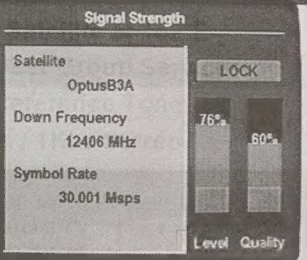 Signal Strength
Satellite
OptusB3A
Down Frequency
12406 MHz
Symbol Rate
30.001 Msps
LOCK
76%
60%
Level Quality